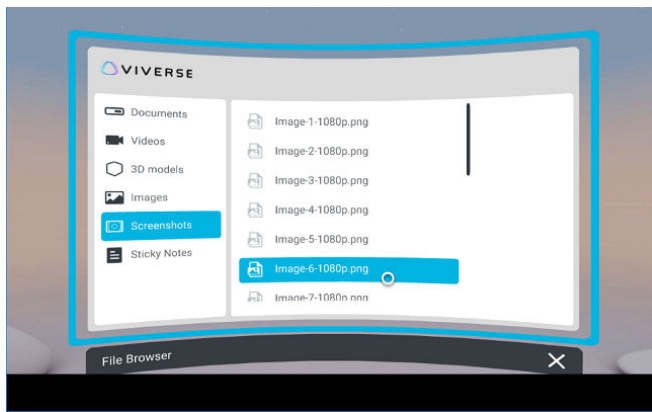 VIVERSE
Documents
Videos
3D models
Images
Screenshots
Sticky Notes
Image-1-1080p.png
Image-2-1080p.png
Image-3-1080p.png
Image-4-1080p.png
Image-5-1080p.png
Image-6-1080p.png
Image-7-1080p.png
File Browser